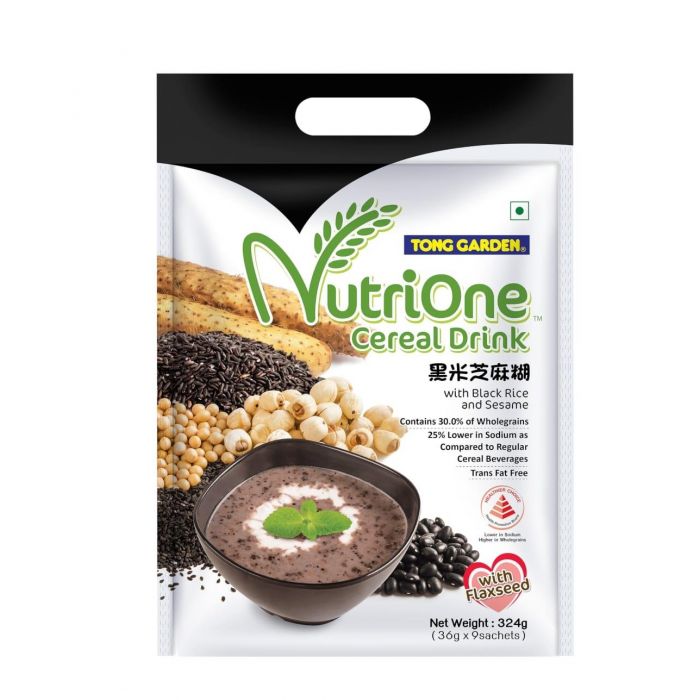 TONG GARDEN®
NutriOne™
Cereal Drink
黑米芝麻糊
with Black Rice
and Sesame
Contains 30.0% of Wholegrains
25% Lower in Sodium as
Compared to Regular
Cereal Beverages
Trans Fat Free
HEALTHIER CHOICE
Lower in Sodium
Higher in Wholegrains
with
Flaxseed
Net Weight : 324g
( 36g x 9sachets )